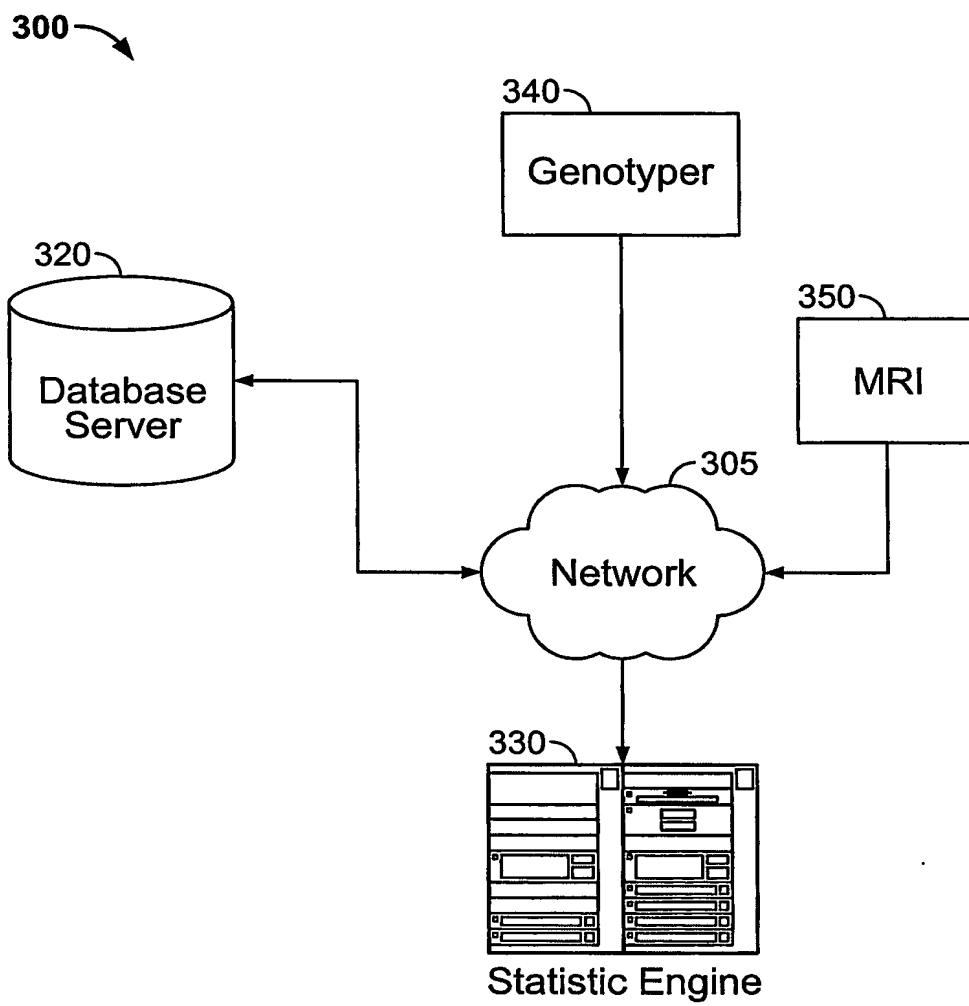 300
340
Genotyper
320
Database
Server
350
MRI
305
Network
330
Statistic Engine